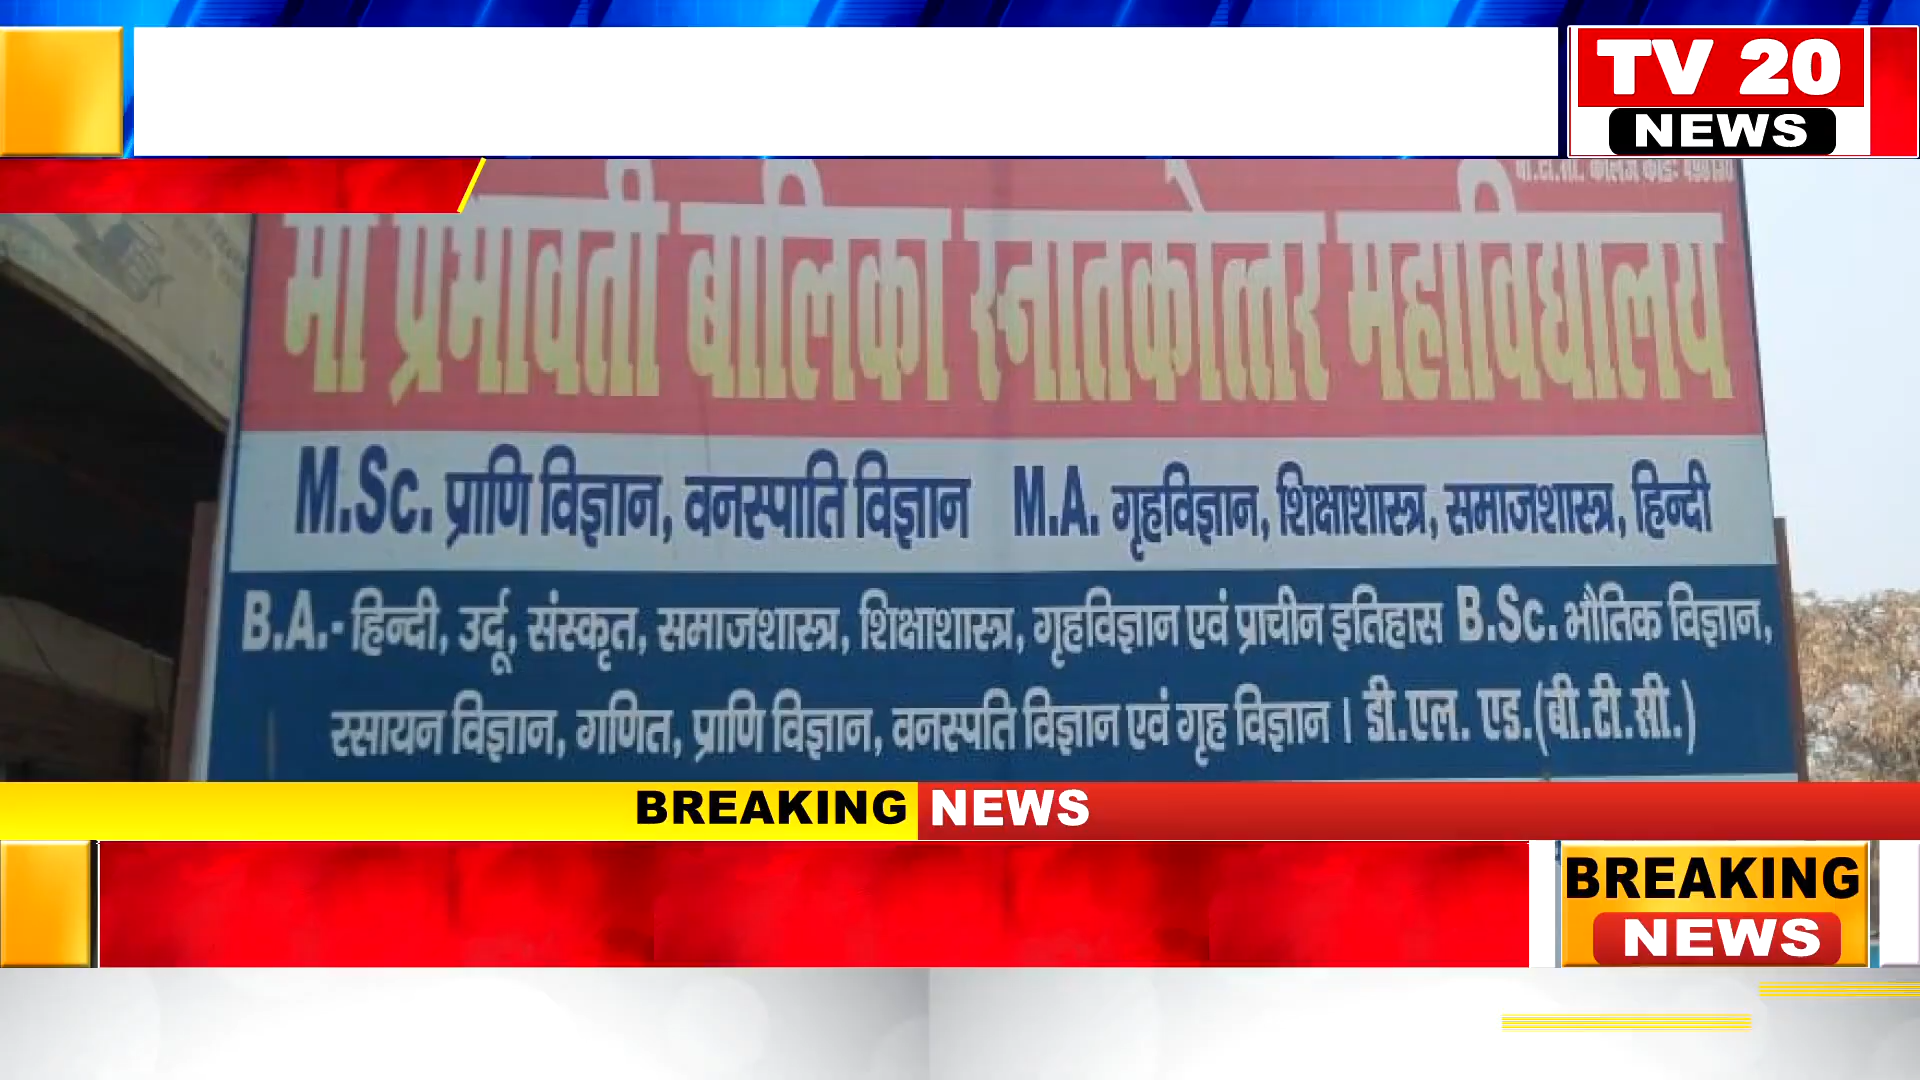 TV 20
NEWS
मां प्रभावती बालिका स्नातकोत्तर महाविद्यालय
M.Sc. प्राणि विज्ञान, वनस्पाति विज्ञान M.A. गृहविज्ञान, शिक्षाशास्त्र, समाजशास्त्र, हिन्दी
B.A.- हिन्दी, उर्दू, संस्कृत, समाजशास्त्र, शिक्षाशास्त्र, गृहविज्ञान एवं प्राचीन इतिहास B.Sc. भौतिक विज्ञान,
रसायन विज्ञान, गणित, प्राणि विज्ञान, वनस्पति विज्ञान एवं गृह विज्ञान । डी.एल. एड.(बी.टी.सी.)
BREAKING NEWS
BREAKING
NEWS